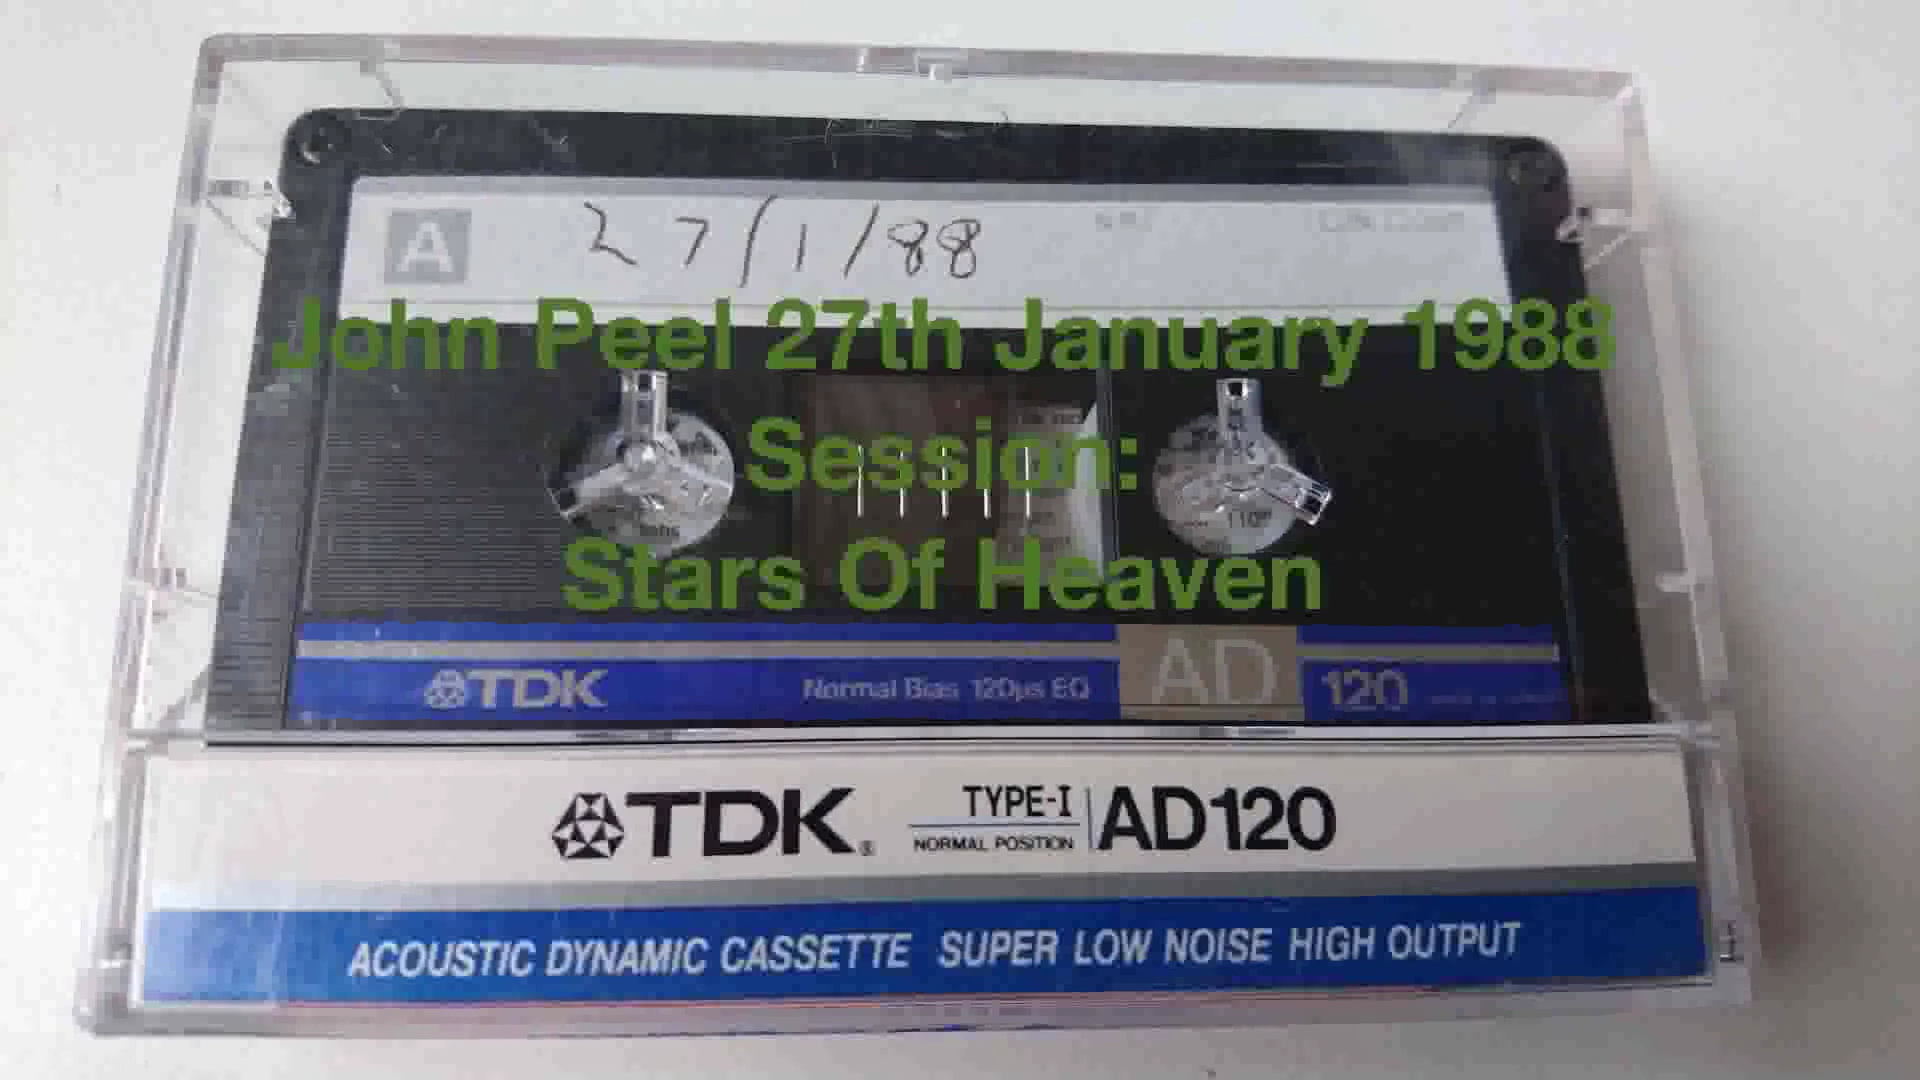 A 27/1/88
John Peel 27th January 1988
Session:
Stars Of Heaven
TDK Normal Bias 120µs EQ AD 120
TDK® TYPE-I AD120
NORMAL POSITION
ACOUSTIC DYNAMIC CASSETTE SUPER LOW NOISE HIGH OUTPUT